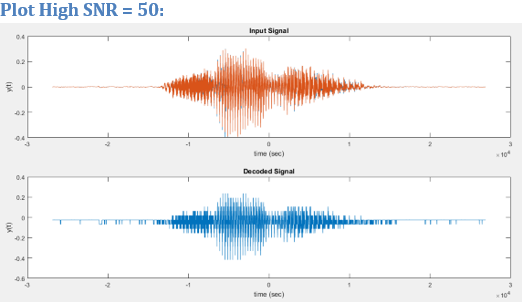 Plot High SNR = 50:
Input Signal
0.4
0.2
0
-0.2
-0.4
y(t)
-3 -2 -1 0 1 2 3
time (sec)
×10⁴
Decoded Signal
0.4
0.2
0
-0.2
-0.4
-0.6
y(t)
-3 -2 -1 0 1 2 3
time (sec)
×10⁴